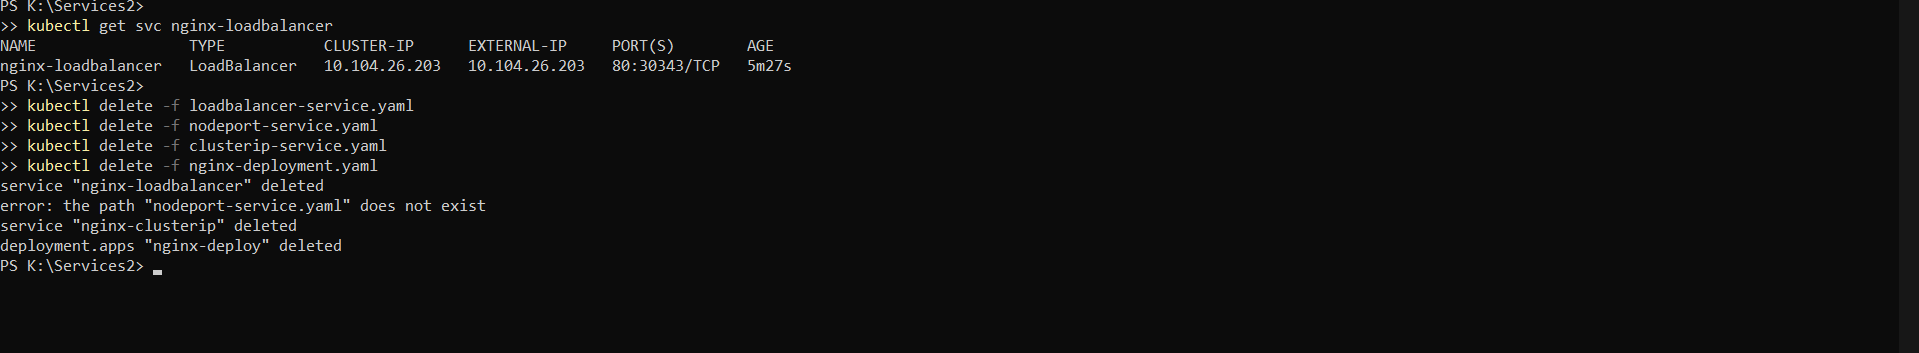 PS K:\Services2>
>> kubectl get svc nginx-loadbalancer
NAME TYPE CLUSTER-IP EXTERNAL-IP PORT(S) AGE
nginx-loadbalancer LoadBalancer 10.104.26.203 10.104.26.203 80:30343/TCP 5m27s
PS K:\Services2>
>> kubectl delete -f loadbalancer-service.yaml
>> kubectl delete -f nodeport-service.yaml
>> kubectl delete -f clusterip-service.yaml
>> kubectl delete -f nginx-deployment.yaml
service "nginx-loadbalancer" deleted
error: the path "nodeport-service.yaml" does not exist
service "nginx-clusterip" deleted
deployment.apps "nginx-deploy" deleted
PS K:\Services2>